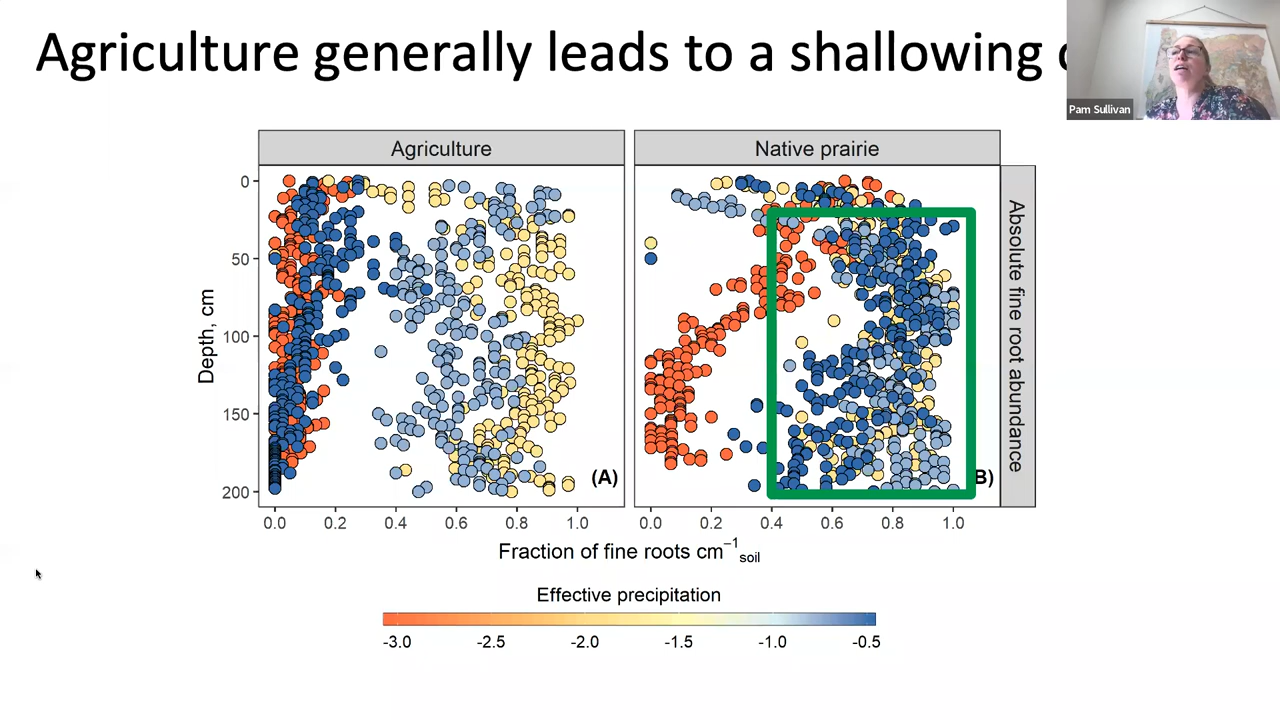 Agriculture generally leads to a shallowing
Pam Sullivan
Agriculture
Native prairie
0
50
100
150
200
Depth, cm
(A)
B)
Absolute fine root abundance
0.0 0.2 0.4 0.6 0.8 1.0
0.0 0.2 0.4 0.6 0.8 1.0
Fraction of fine roots cm⁻¹ soil
Effective precipitation
-3.0 -2.5 -2.0 -1.5 -1.0 -0.5